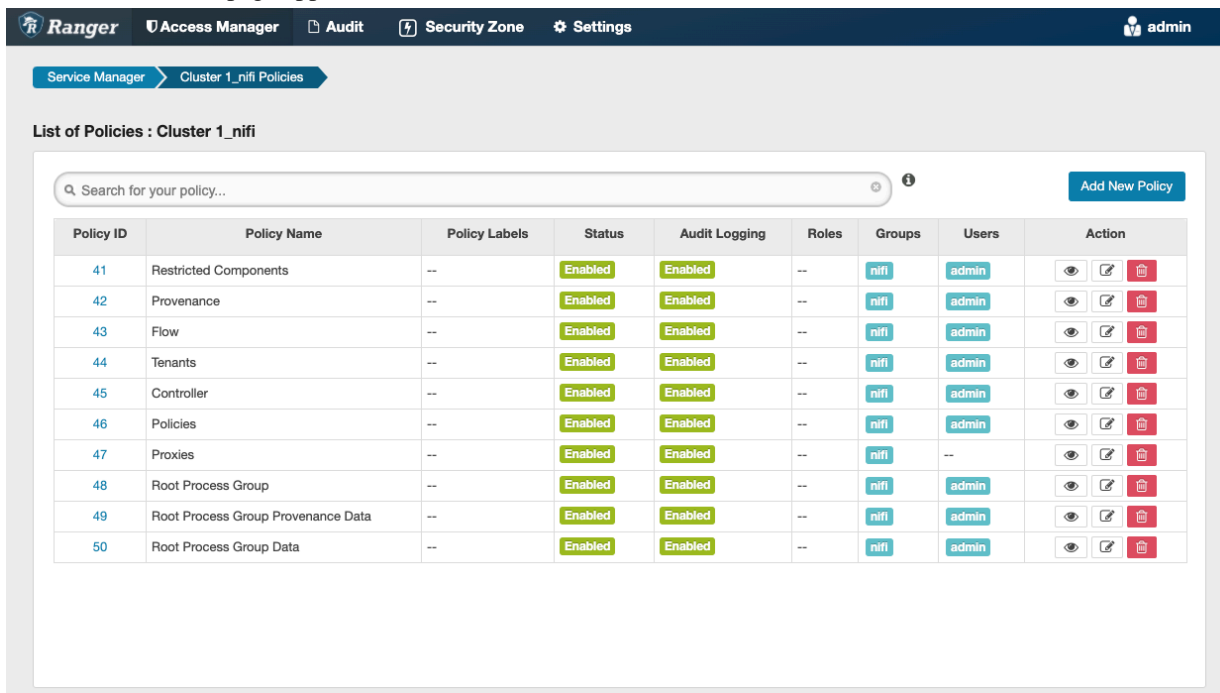 Ranger Access Manager Audit Security Zone Settings admin
Service Manager Cluster 1_nifi Policies
List of Policies : Cluster 1_nifi
Search for your policy... Add New Policy
Policy ID Policy Name Policy Labels Status Audit Logging Roles Groups Users Action
41 Restricted Components -- Enabled Enabled -- nifi admin
42 Provenance -- Enabled Enabled -- nifi admin
43 Flow -- Enabled Enabled -- nifi admin
44 Tenants -- Enabled Enabled -- nifi admin
45 Controller -- Enabled Enabled -- nifi admin
46 Policies -- Enabled Enabled -- nifi admin
47 Proxies -- Enabled Enabled -- nifi --
48 Root Process Group -- Enabled Enabled -- nifi admin
49 Root Process Group Provenance Data -- Enabled Enabled -- nifi admin
50 Root Process Group Data -- Enabled Enabled -- nifi admin